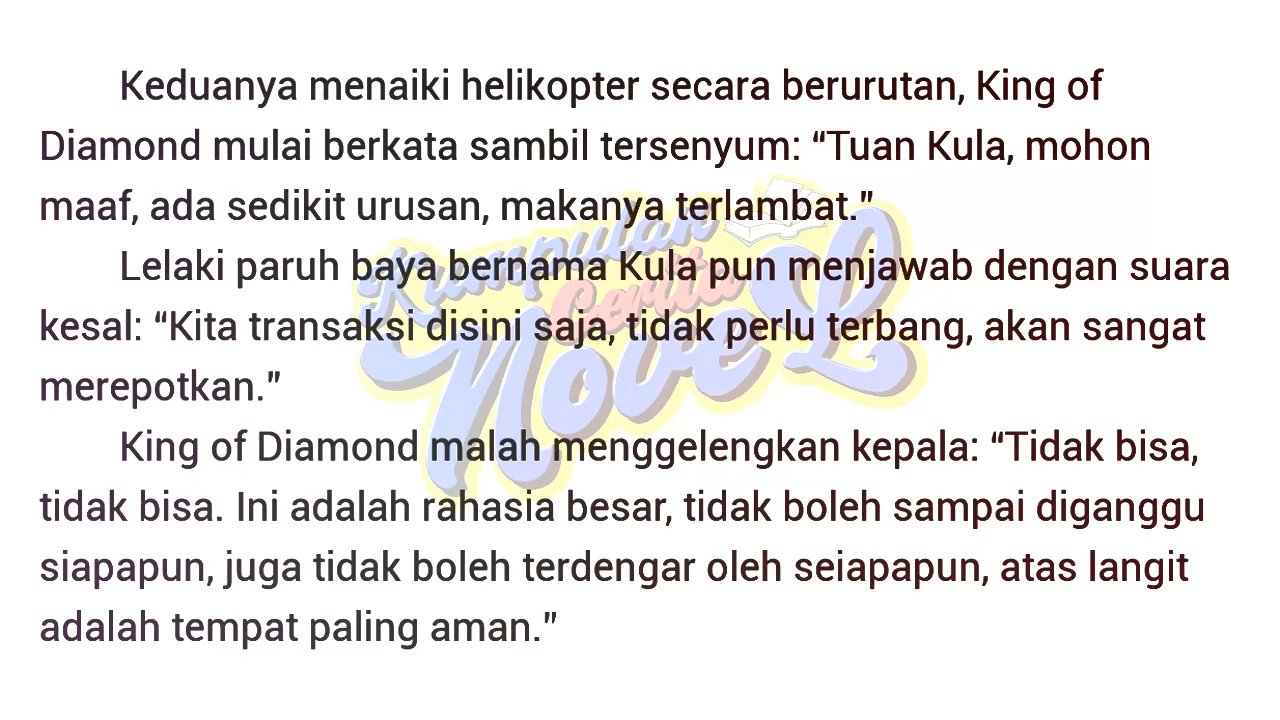 Keduanya menaiki helikopter secara berurutan, King of
Diamond mulai berkata sambil tersenyum: “Tuan Kula, mohon
maaf, ada sedikit urusan, makanya terlambat.”
Lelaki paruh baya bernama Kula pun menjawab dengan suara
kesal: “Kita transaksi disini saja, tidak perlu terbang, akan sangat
merepotkan.”
King of Diamond malah menggelengkan kepala: “Tidak bisa,
tidak bisa. Ini adalah rahasia besar, tidak boleh sampai diganggu
siapapun, juga tidak boleh terdengar oleh seiapapun, atas langit
adalah tempat paling aman.”
Kumpulan
Cerita
NoveL